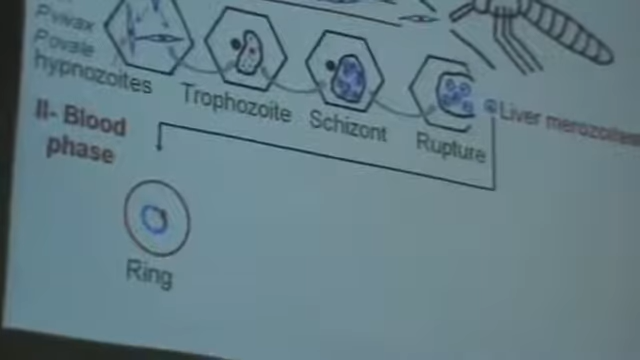 P.vivax
P.ovale
hypnozoites
Trophozoite
Schizont
Rupture
Liver merozoites
II- Blood
phase
Ring